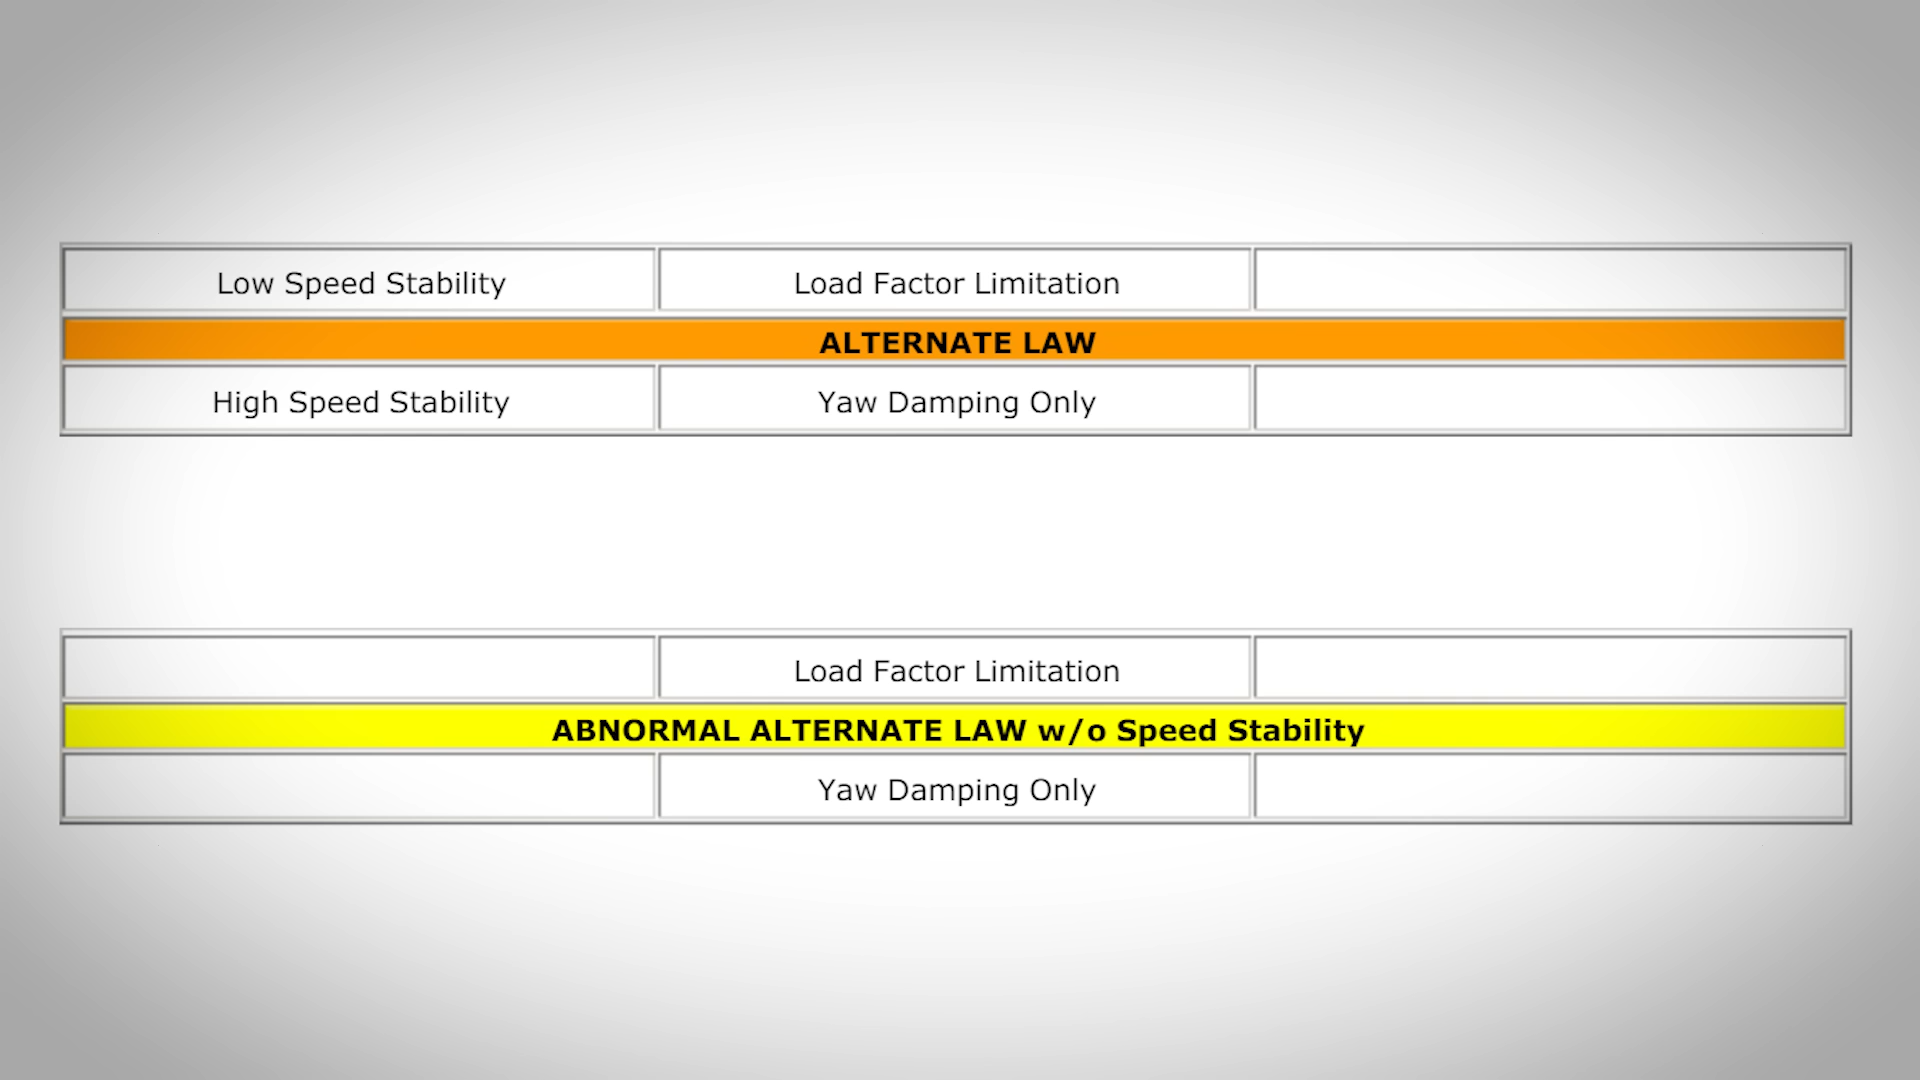 Low Speed Stability Load Factor Limitation
ALTERNATE LAW
High Speed Stability Yaw Damping Only
Load Factor Limitation
ABNORMAL ALTERNATE LAW w/o Speed Stability
Yaw Damping Only